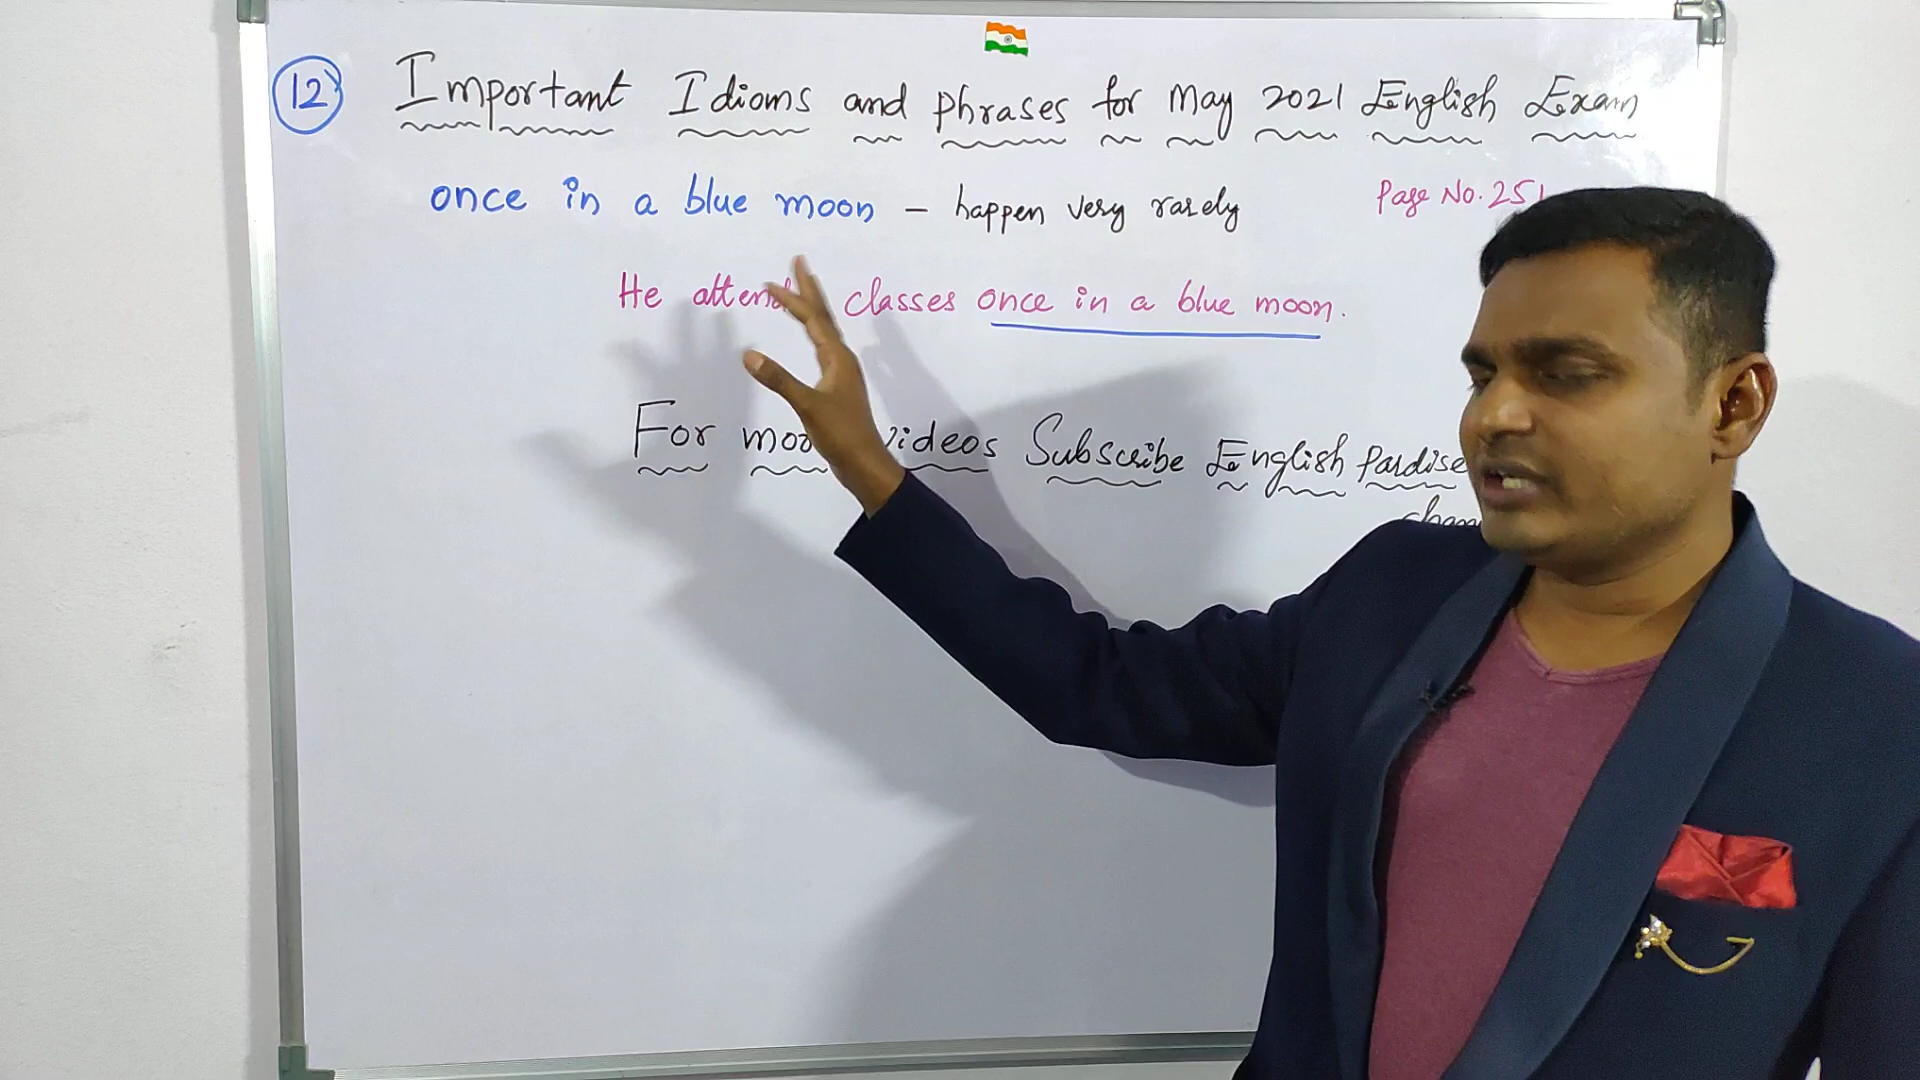 12 Important Idioms and phrases for May 2021 English Exam
once in a blue moon – happen very rarely
Page No. 251
He attend classes once in a blue moon.
For videos Subscribe English Pardise